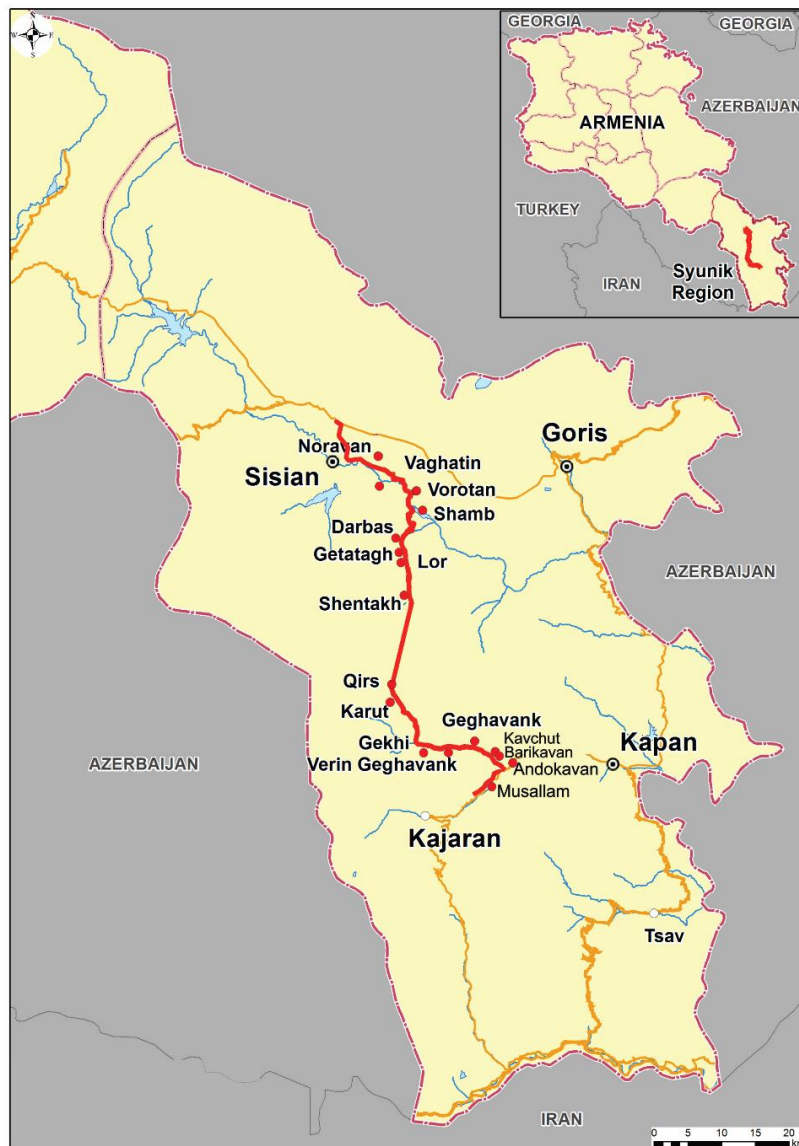 N
W E
S
GEORGIA
GEORGIA
AZERBAIJAN
ARMENIA
TURKEY
IRAN
Syunik
Region
Goris
Noravan
Vaghatin
Sisian
Vorotan
Shamb
Darbas
Getatagh
Lor
AZERBAIJAN
Shentakh
Qirs
Karut
Geghavank
Kavchut
Gekhi
Barikavan
Kapan
Verin Geghavank
Andokavan
AZERBAIJAN
Musallam
Kajaran
Tsav
IRAN
0 5 10 15 20